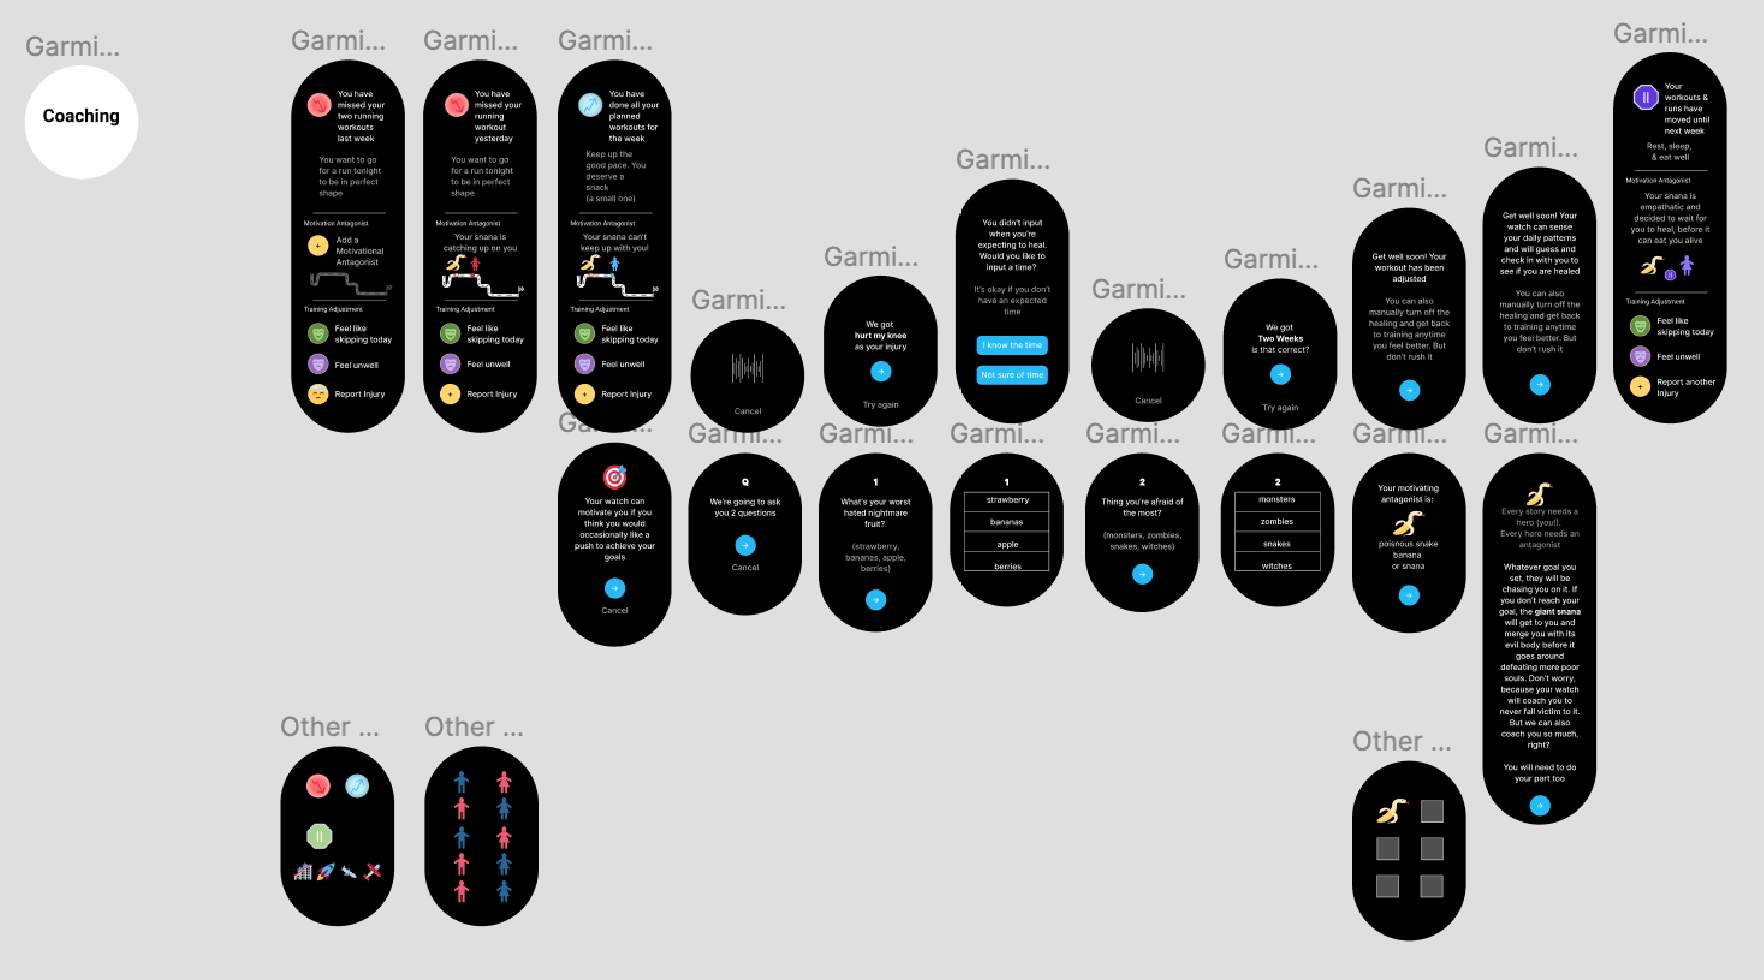 Garmi...
Coaching
Garmi...
You have
missed your
two running
workouts
last week
You want to go
for a run tonight
to be in perfect
shape
Motivation Antagonist
+
Add a
Motivational
Antagonist
Training Adjustment
Feel like
skipping today
Feel unwell
Report Injury
Garmi...
You have
missed your
running
workout
yesterday
You want to go
for a run tonight
to be in perfect
shape
Motivation Antagonist
Your snana is
catching up on you
Training Adjustment
Feel like
skipping today
Feel unwell
+
Report Injury
Garmi...
You have
done all your
planned
workouts for
the week
Keep up the
good pace. You
deserve a
snack
(a small one)
Motivation Antagonist
Your snana can't
keep up with you!
Training Adjustment
Feel like
skipping today
Feel unwell
+
Report Injury
Garmi...
Cancel
Garmi...
We got
hurt my knee
as your injury
Try again
Garmi...
You didn't input
when you're
expecting to heal.
Would you like to
input a time?
It's okay if you don't
have an expected
time
I know the time
Not sure of time
Garmi...
Cancel
Garmi...
We got
Two Weeks
Is that correct?
Try again
Garmi...
Get well soon! Your
workout has been
adjusted
You can also
manually turn off the
healing and get back
to training anytime
you feel better. But
don't rush it
Garmi...
Get well soon! Your
watch can sense
your daily patterns
and will guess and
check in with you to
see if you are healed
You can also
manually turn off the
healing and get back
to training anytime
you feel better. But
don't rush it
Garmi...
Your
workouts &
runs have
moved until
next week
Rest, sleep,
& eat well
Motivation Antagonist
Your snana is
empathatic and
decided to wait for
you to heal, before it
can eat you alive
Training Adjustment
Feel like
skipping today
Feel unwell
+
Report another
Injury
Your watch can
motivate you if you
think you would
occasionally like a
push to achieve your
goals
Cancel
Garmi...
Q
We're going to ask
you 2 questions
Cancel
Garmi...
1
What's your worst
hated nightmare
fruit?
(strawberry,
bananas, apple,
berries)
Garmi...
1
strawberry
bananas
apple
berries
Garmi...
2
Thing you're afraid of
the most?
(monsters, zombies,
snakes, witches)
Garmi...
2
monsters
zombies
snakes
witches
Garmi...
Your motivating
antagonist is:
poisnous snake
banana
or snana
Garmi...
Every story needs a
hero (you!).
Every hero needs an
antagonist
Whatever goal you
set, they will be
chasing you on it. If
you don't reach your
goal, the giant snana
will get to you and
merge you with its
evil body before it
goes around
defeating more poor
souls. Don't worry,
because your watch
will coach you to
never fall victim to it.
But we can also
coach you so much,
right?
You will need to do
your part too
Other ...
Other ...
Other ...